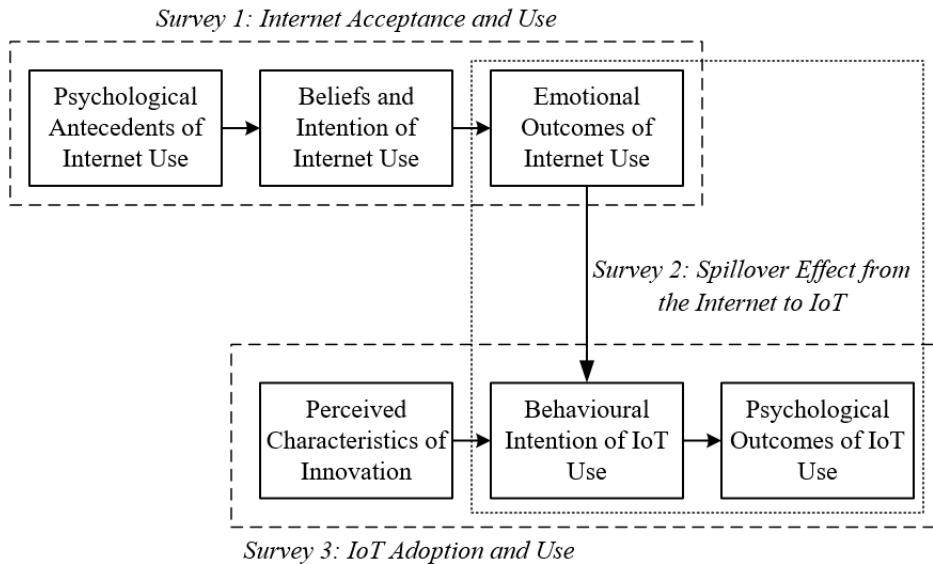 Survey 1: Internet Acceptance and Use
Psychological
Antecedents of
Internet Use
Beliefs and
Intention of
Internet Use
Emotional
Outcomes of
Internet Use
Survey 2: Spillover Effect from
the Internet to IoT
Perceived
Characteristics of
Innovation
Behavioural
Intention of IoT
Use
Psychological
Outcomes of IoT
Use
Survey 3: IoT Adoption and Use